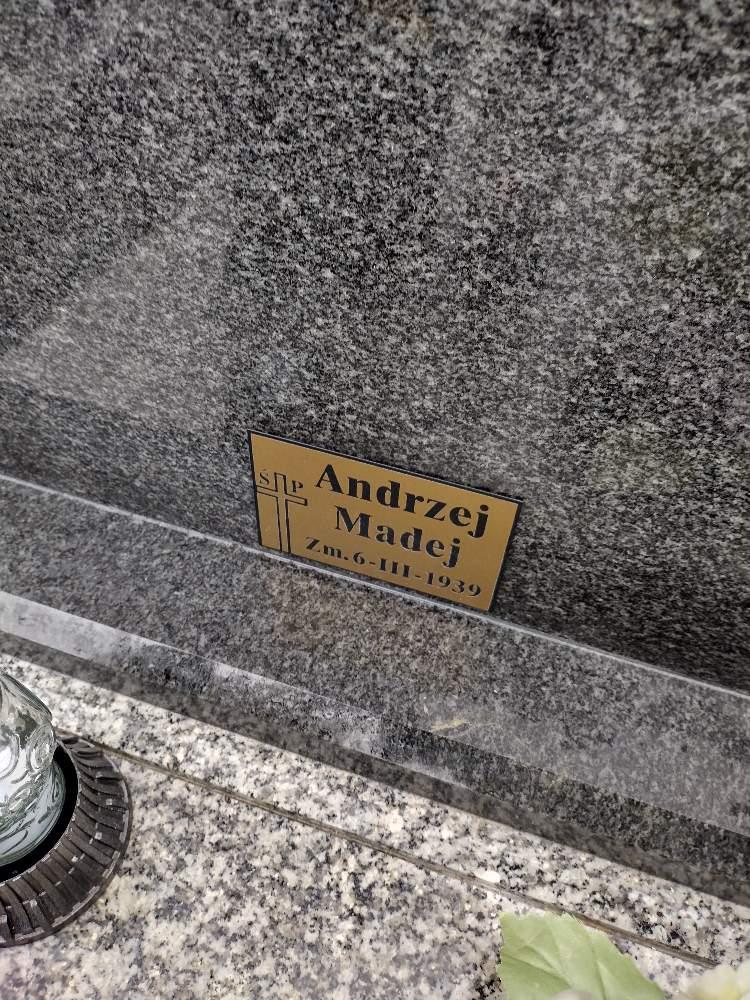 Ś P
Andrzej
Madej
Zm. 6-III-1939